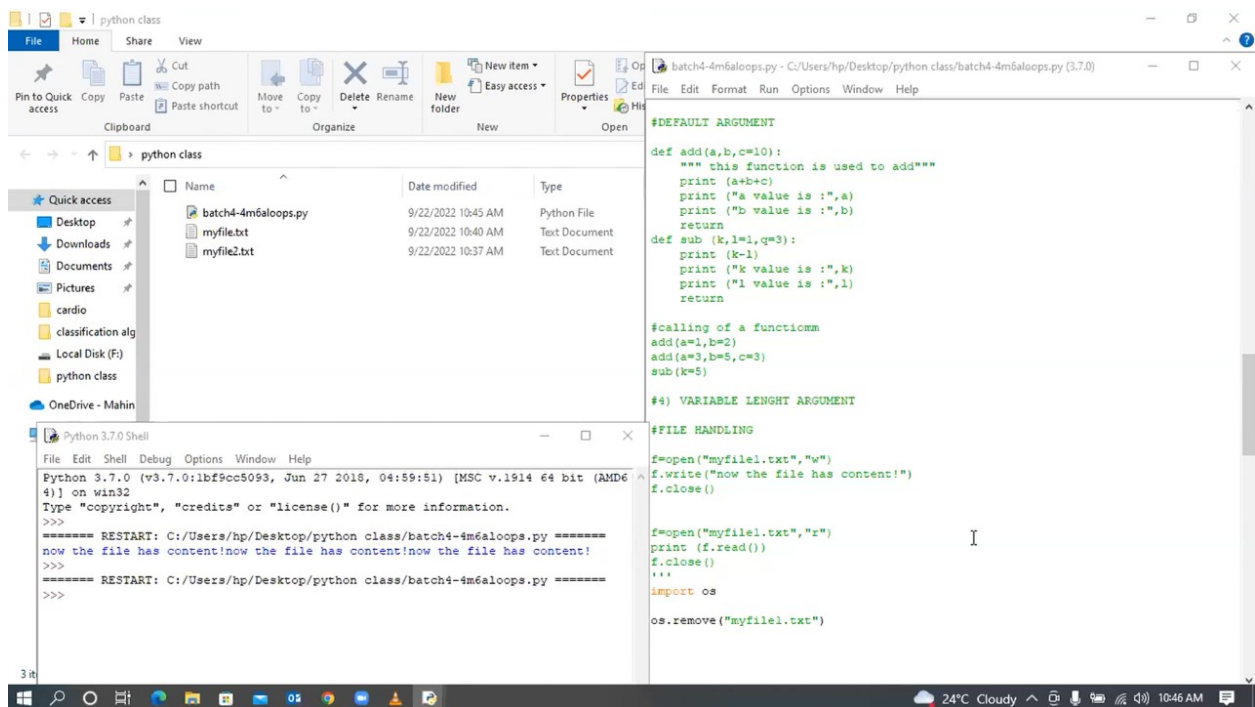 python class
File Home Share View
Pin to Quick access
Copy
Paste
Cut
Copy path
Paste shortcut
Move to
Copy to
Delete
Rename
New folder
New item
Easy access
Properties
Op
Ed
His
Clipboard Organize New Open
python class
Quick access
Desktop
Downloads
Documents
Pictures
cardio
classification alg
Local Disk (F:)
python class
OneDrive - Mahin
Name Date modified Type
batch4-4m6aloops.py 9/22/2022 10:45 AM Python File
myfile.txt 9/22/2022 10:40 AM Text Document
myfile2.txt 9/22/2022 10:37 AM Text Document
3 it
batch4-4m6aloops.py - C:/Users/hp/Desktop/python class/batch4-4m6aloops.py (3.7.0)
File Edit Format Run Options Window Help
#DEFAULT ARGUMENT
def add(a,b,c=10):
""" this function is used to add"""
print (a+b+c)
print ("a value is :",a)
print ("b value is :",b)
return
def sub (k,l=1,q=3):
print (k-l)
print ("k value is :",k)
print ("l value is :",l)
return
#calling of a functiomm
add(a=1,b=2)
add(a=3,b=5,c=3)
sub(k=5)
#4) VARIABLE LENGHT ARGUMENT
#FILE HANDLING
f=open("myfile1.txt","w")
f.write("now the file has content!")
f.close()
f=open("myfile1.txt","r")
print (f.read())
f.close()
'''
import os
os.remove("myfile1.txt")
Python 3.7.0 Shell
File Edit Shell Debug Options Window Help
Python 3.7.0 (v3.7.0:1bf9cc5093, Jun 27 2018, 04:59:51) [MSC v.1914 64 bit (AMD6
4)] on win32
Type "copyright", "credits" or "license()" for more information.
>>>
======= RESTART: C:/Users/hp/Desktop/python class/batch4-4m6aloops.py =======
now the file has content!now the file has content!now the file has content!
>>>
======= RESTART: C:/Users/hp/Desktop/python class/batch4-4m6aloops.py =======
>>>
24°C Cloudy 10:46 AM